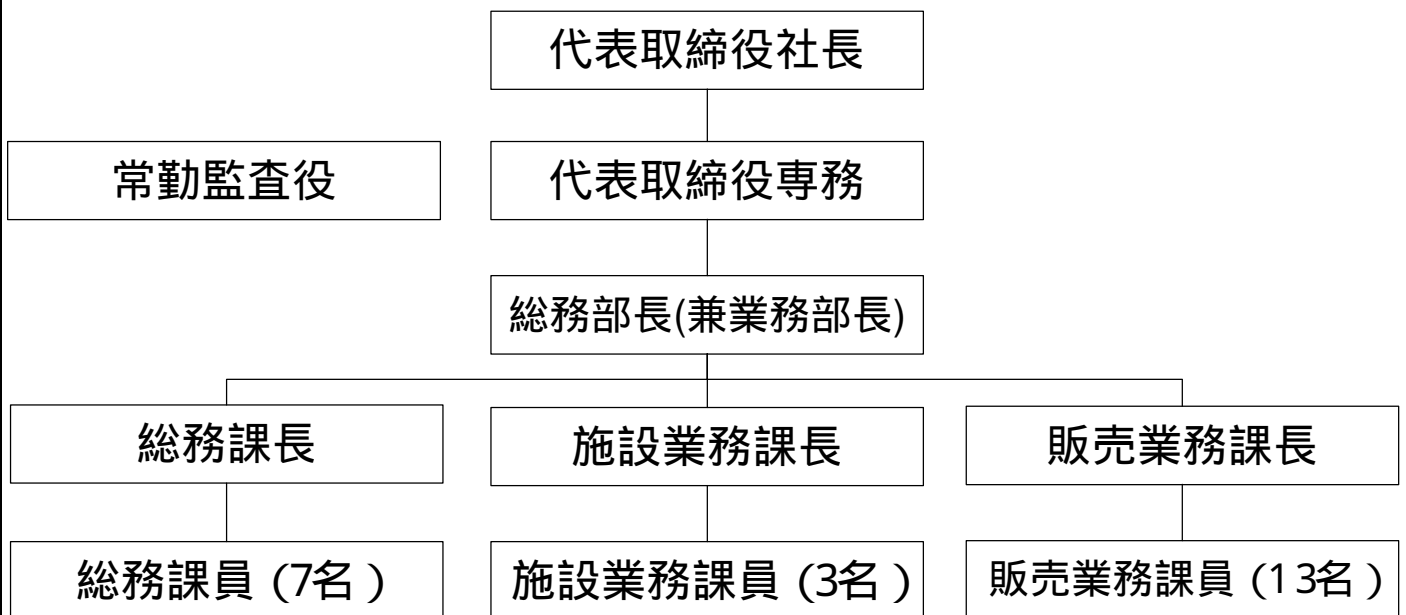 代表取締役社長
常勤監査役
代表取締役専務
総務部長(兼業務部長)
総務課長
施設業務課長
販売業務課長
総務課員（7名）
施設業務課員（3名）
販売業務課員（13名）